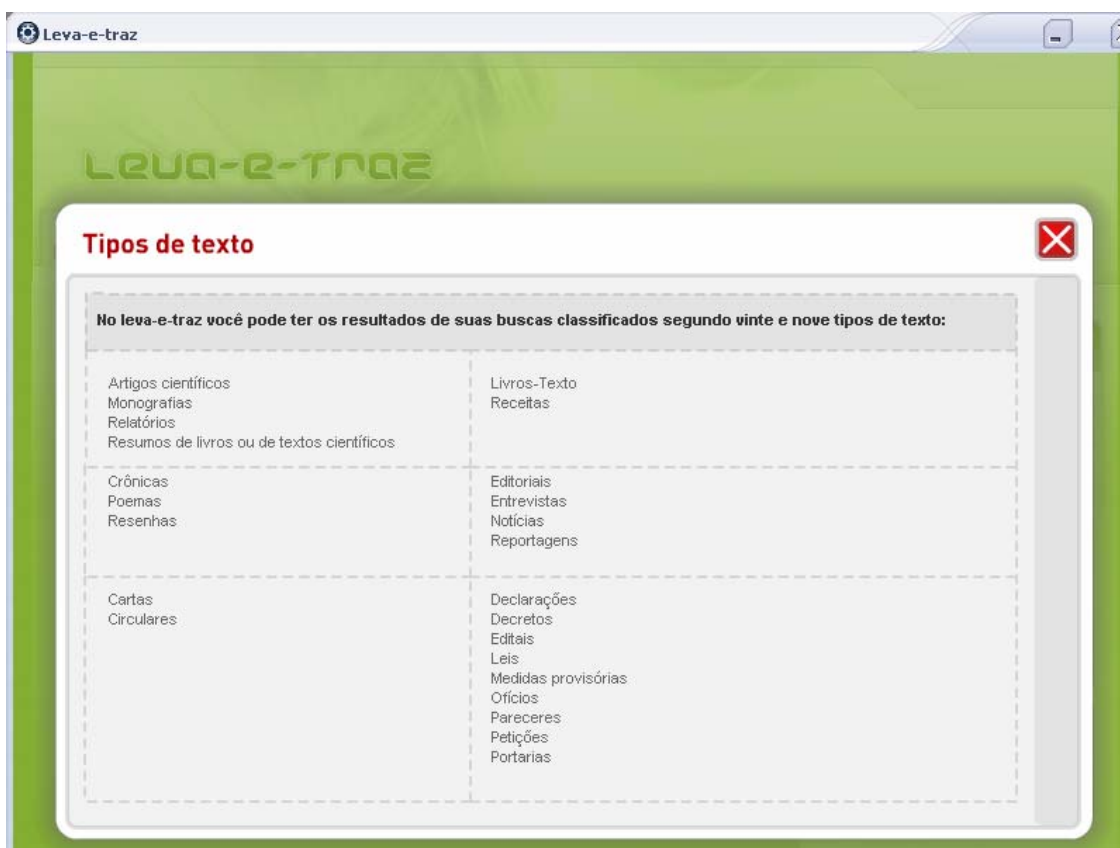 Leva-e-traz
Leva-e-traz
Tipos de texto
No leva-e-traz você pode ter os resultados de suas buscas classificados segundo vinte e nove tipos de texto:
Artigos científicos
Monografias
Relatórios
Resumos de livros ou de textos científicos
Livros-Texto
Receitas
Crônicas
Poemas
Resenhas
Editoriais
Entrevistas
Notícias
Reportagens
Cartas
Circulares
Declarações
Decretos
Editais
Leis
Medidas provisórias
Ofícios
Pareceres
Petições
Portarias